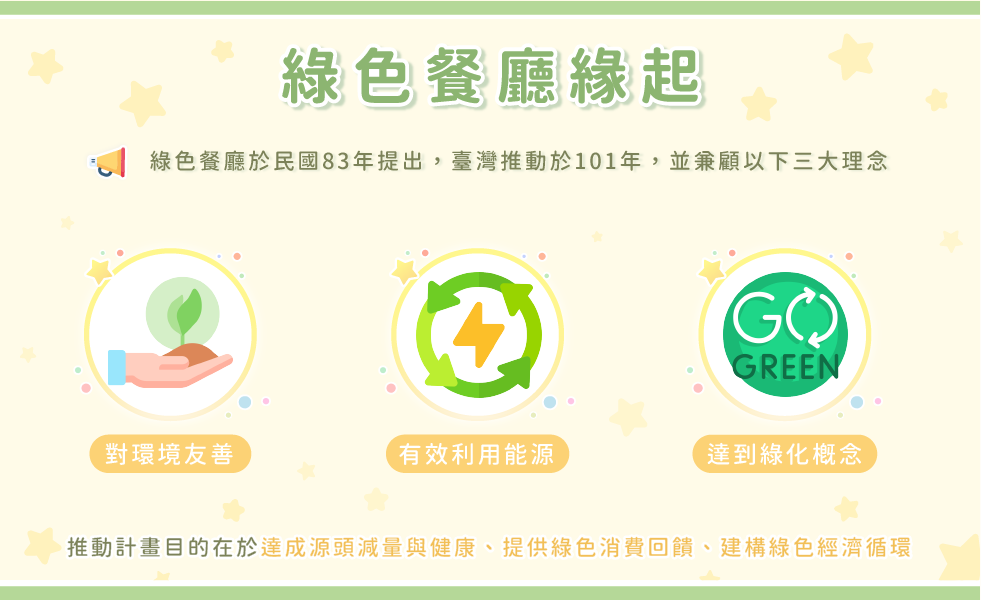 綠色餐廳緣起
綠色餐廳於民國83年提出，臺灣推動於101年，並兼顧以下三大理念
GO
GREEN
對環境友善
有效利用能源
達到綠化概念
推動計畫目的在於達成源頭減量與健康、提供綠色消費回饋、建構綠色經濟循環